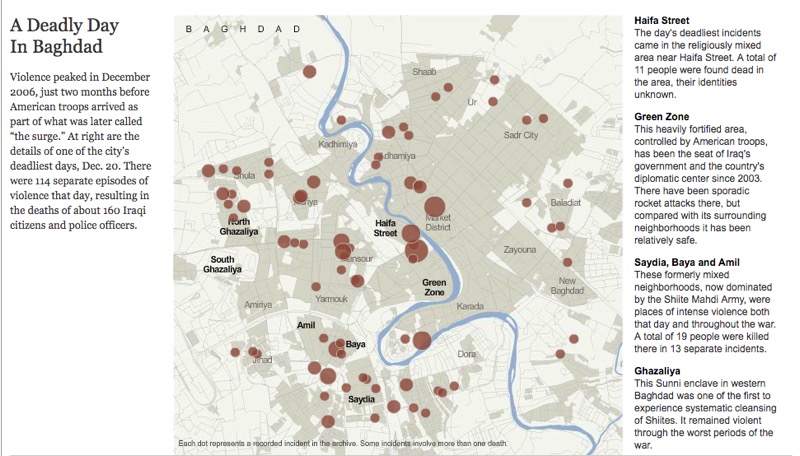 A Deadly Day
In Baghdad
Violence peaked in December
2006, just two months before
American troops arrived as
part of what was later called
“the surge.” At right are the
details of one of the city’s
deadliest days, Dec. 20. There
were 114 separate episodes of
violence that day, resulting in
the deaths of about 160 Iraqi
citizens and police officers.
BAGHDAD
Shaab
Ur
Sadr City
Kadhimiya
Adhamiya
Shula
Market
District
Baladiat
North
Ghazaliya
Haifa
Street
South
Ghazaliya
Mansour
Zayouna
Green
Zone
New
Baghdad
Yarmouk
Amiriya
Karada
Amil
Baya
Jihad
Dora
Saydia
Each dot represents a recorded incident in the archive. Some incidents involve more than one death.
Haifa Street
The day’s deadliest incidents
came in the religiously mixed
area near Haifa Street. A total of
11 people were found dead in
the area, their identities
unknown.
Green Zone
This heavily fortified area,
controlled by American troops,
has been the seat of Iraq’s
government and the country’s
diplomatic center since 2003.
There have been sporadic
rocket attacks there, but
compared with its surrounding
neighborhoods it has been
relatively safe.
Saydia, Baya and Amil
These formerly mixed
neighborhoods, now dominated
by the Shiite Mahdi Army, were
places of intense violence both
that day and throughout the war.
A total of 19 people were killed
there in 13 separate incidents.
Ghazaliya
This Sunni enclave in western
Baghdad was one of the first to
experience systematic cleansing
of Shiites. It remained violent
through the worst periods of the
war.